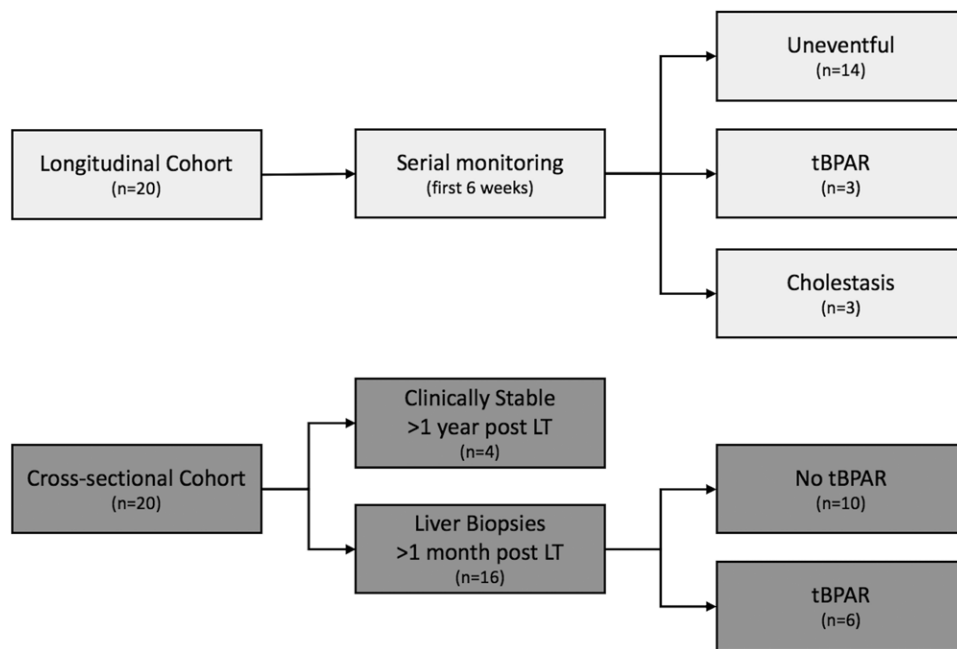 Longitudinal Cohort
(n=20)
Serial monitoring
(first 6 weeks)
Uneventful
(n=14)
tBPAR
(n=3)
Cholestasis
(n=3)
Cross-sectional Cohort
(n=20)
Clinically Stable
>1 year post LT
(n=4)
Liver Biopsies
>1 month post LT
(n=16)
No tBPAR
(n=10)
tBPAR
(n=6)